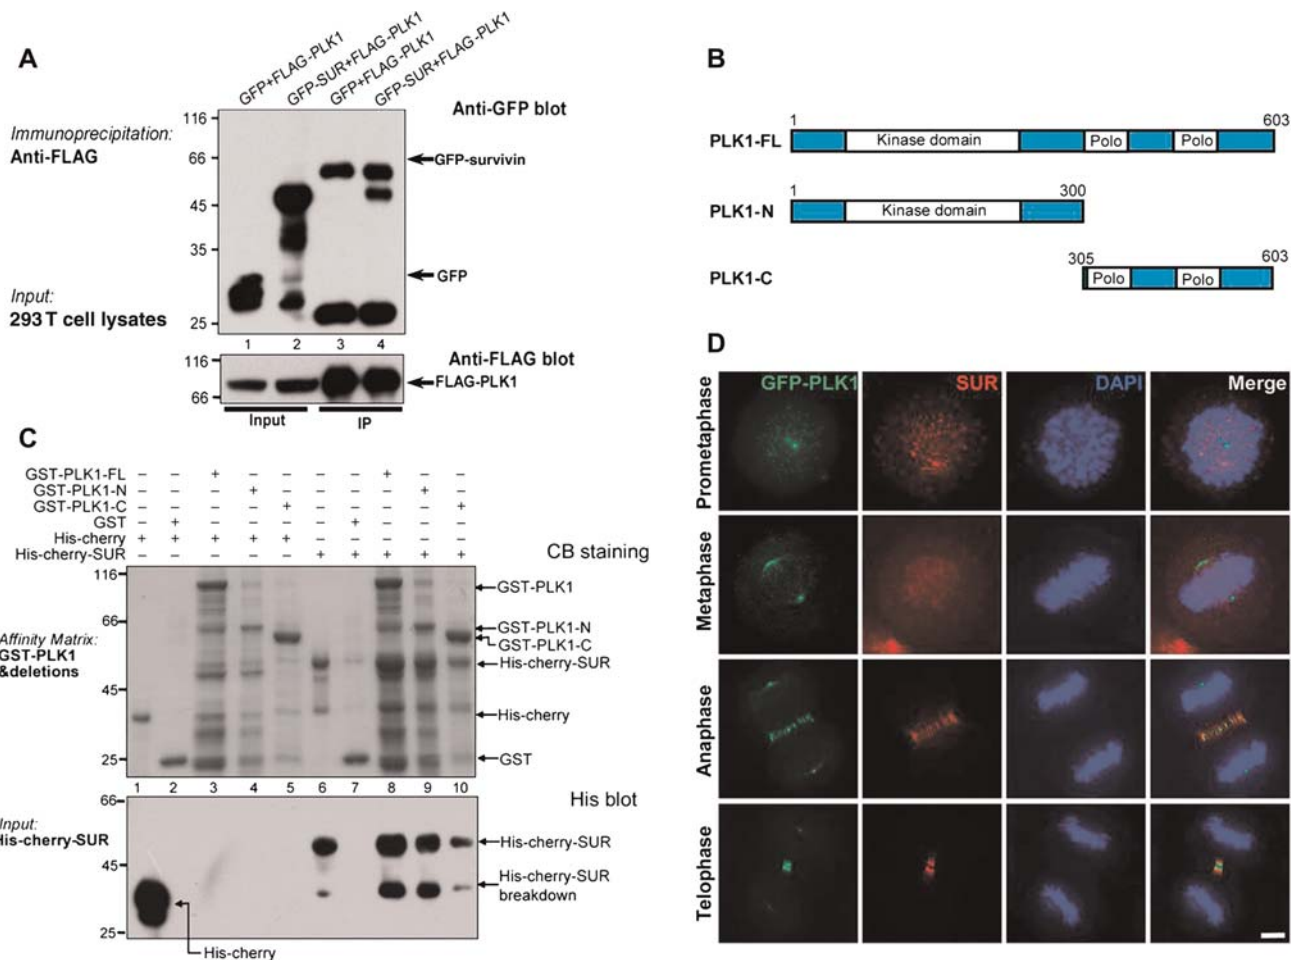 A
GFP+FLAG-PLK1
GFP-SUR+FLAG-PLK1
GFP+FLAG-PLK1
GFP-SUR+FLAG-PLK1
Anti-GFP blot
Immunoprecipitation:
Anti-FLAG
116
66
45
35
25
GFP-survivin
GFP
Input:
293 T cell lysates
1 2 3 4
Anti-FLAG blot
116
66
FLAG-PLK1
Input IP
B
1 603
PLK1-FL Kinase domain Polo Polo
1 300
PLK1-N Kinase domain
305 603
PLK1-C Polo Polo
C
GST-PLK1-FL – – + – – – – + – –
GST-PLK1-N – – – + – – – – + –
GST-PLK1-C – – – – + – – – – +
GST – + – – – – + – – –
His-cherry + + + + + – – – – –
His-cherry-SUR – – – – – + + + + +
CB staining
116
66
45
25
Affinity Matrix:
GST-PLK1
&deletions
GST-PLK1
GST-PLK1-N
GST-PLK1-C
His-cherry-SUR
His-cherry
GST
1 2 3 4 5 6 7 8 9 10
His blot
66
45
25
Input:
His-cherry-SUR
His-cherry-SUR
His-cherry-SUR
breakdown
His-cherry
D
GFP-PLK1 SUR DAPI Merge
Prometaphase
Metaphase
Anaphase
Telophase